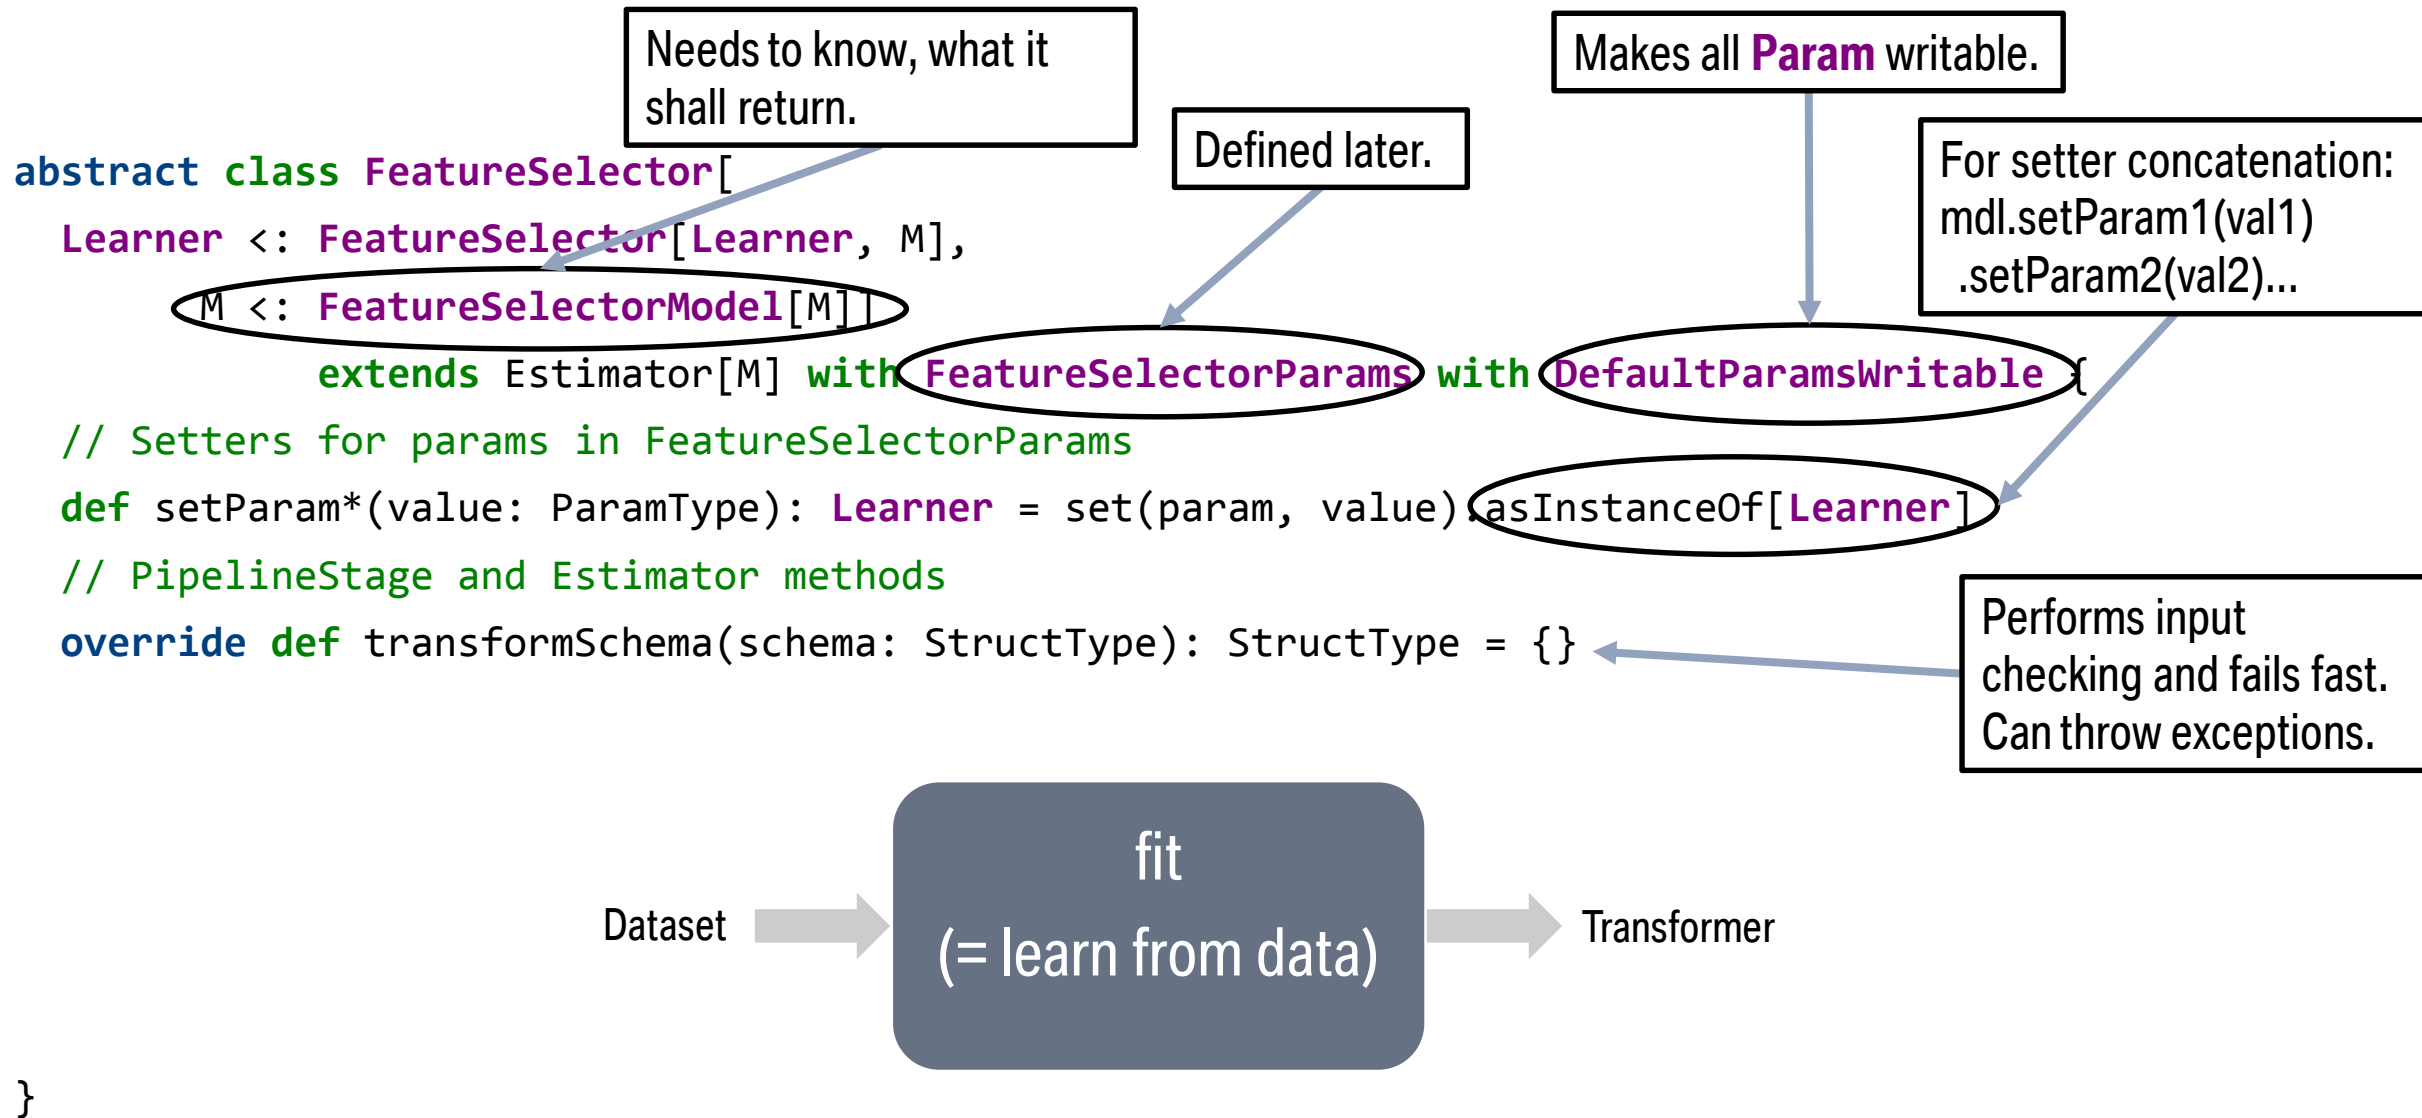 Needs to know, what it
shall return.
Makes all Param writable.
Defined later.
For setter concatenation:
mdl.setParam1(val1)
.setParam2(val2)...
abstract class FeatureSelector[
Learner <: FeatureSelector[Learner, M],
M <: FeatureSelectorModel[M]]
extends Estimator[M] with FeatureSelectorParams with DefaultParamsWritable {
// Setters for params in FeatureSelectorParams
def setParam*(value: ParamType): Learner = set(param, value).asInstanceOf[Learner]
// PipelineStage and Estimator methods
override def transformSchema(schema: StructType): StructType = {}
Performs input
checking and fails fast.
Can throw exceptions.
Dataset
fit
(= learn from data)
Transformer
}